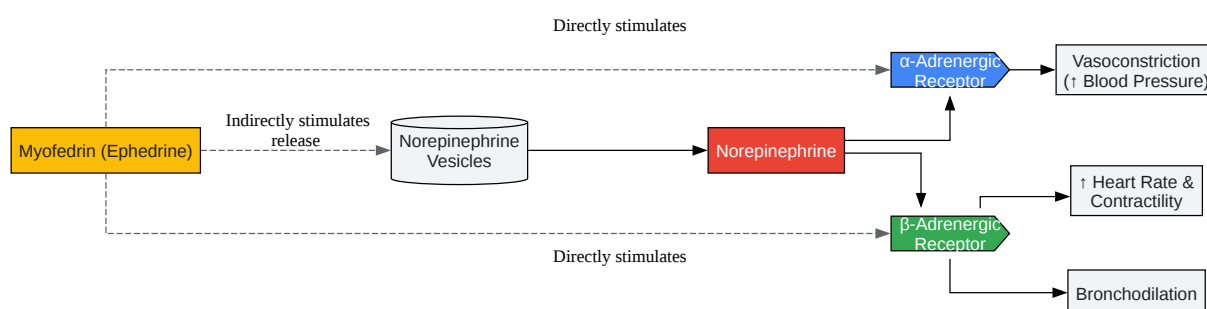 Directly stimulates
α-Adrenergic
Receptor
Vasoconstriction
(↑ Blood Pressure)
Indirectly stimulates
release
Myofedrin (Ephedrine)
Norepinephrine
Vesicles
Norepinephrine
↑ Heart Rate &
Contractility
β-Adrenergic
Receptor
Directly stimulates
Bronchodilation